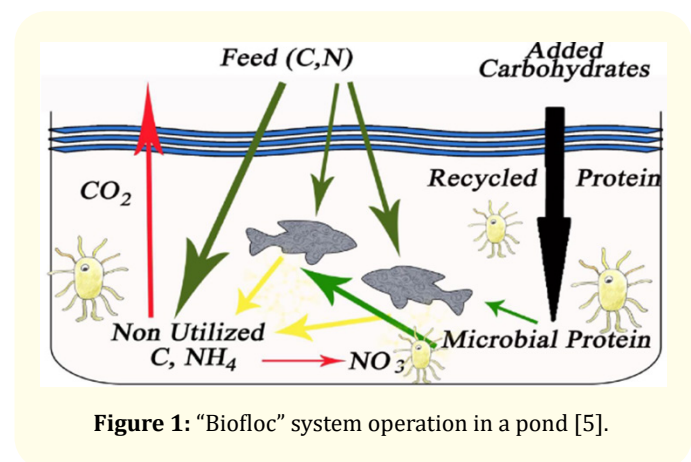 Feed (C,N)
Added
Carbohydrates
CO₂
Recycled Protein
Non Utilized
C, NH₄
NO₃
Microbial Protein
Figure 1: “Biofloc” system operation in a pond [5].